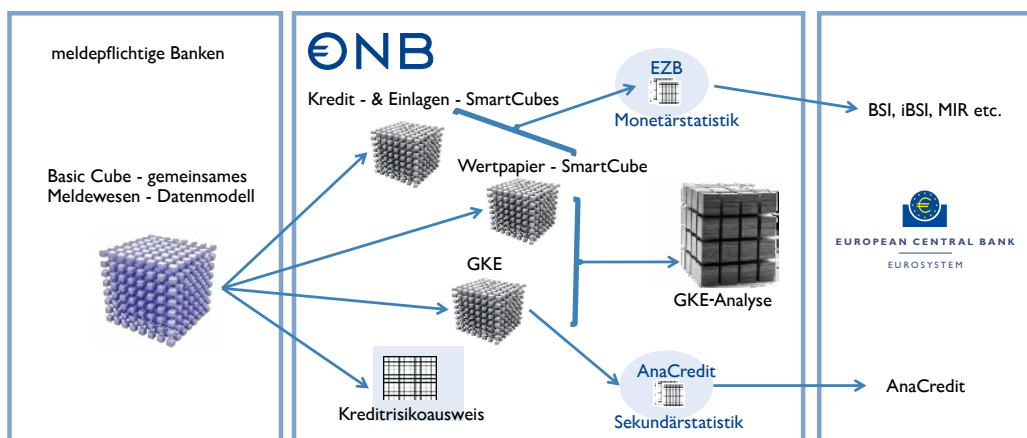 meldepflichtige Banken
Basic Cube - gemeinsames
Meldewesen - Datenmodell
€NB
Kredit - & Einlagen - SmartCubes
Wertpapier - SmartCube
GKE
Kreditrisikoausweis
EZB
Monetärstatistik
GKE-Analyse
AnaCredit
Sekundärstatistik
BSI, iBSI, MIR etc.
€
EUROPEAN CENTRAL BANK
EUROSYSTEM
AnaCredit